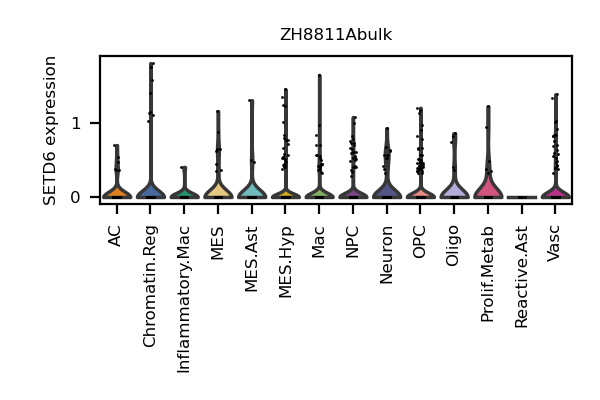 ZH8811Abulk
SETD6 expression
1
0
AC
Chromatin.Reg
Inflammatory.Mac
MES
MES.Ast
MES.Hyp
Mac
NPC
Neuron
OPC
Oligo
Prolif.Metab
Reactive.Ast
Vasc